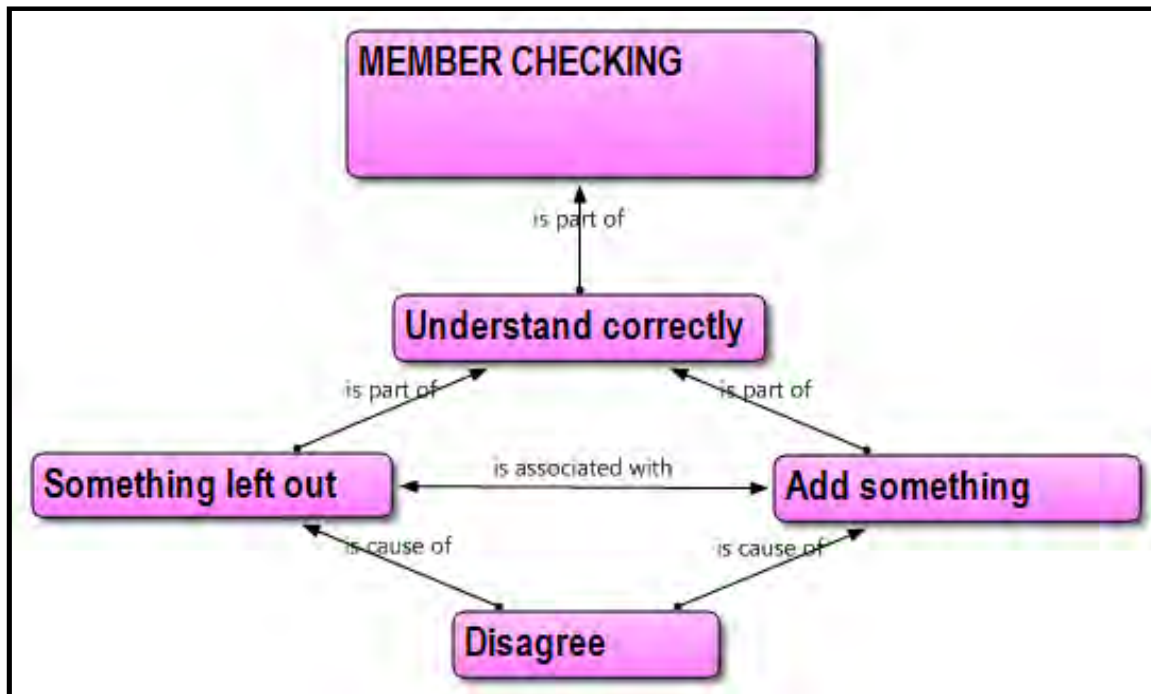 MEMBER CHECKING
is part of
Understand correctly
is part of
is part of
Something left out
is associated with
Add something
is cause of
is cause of
Disagree